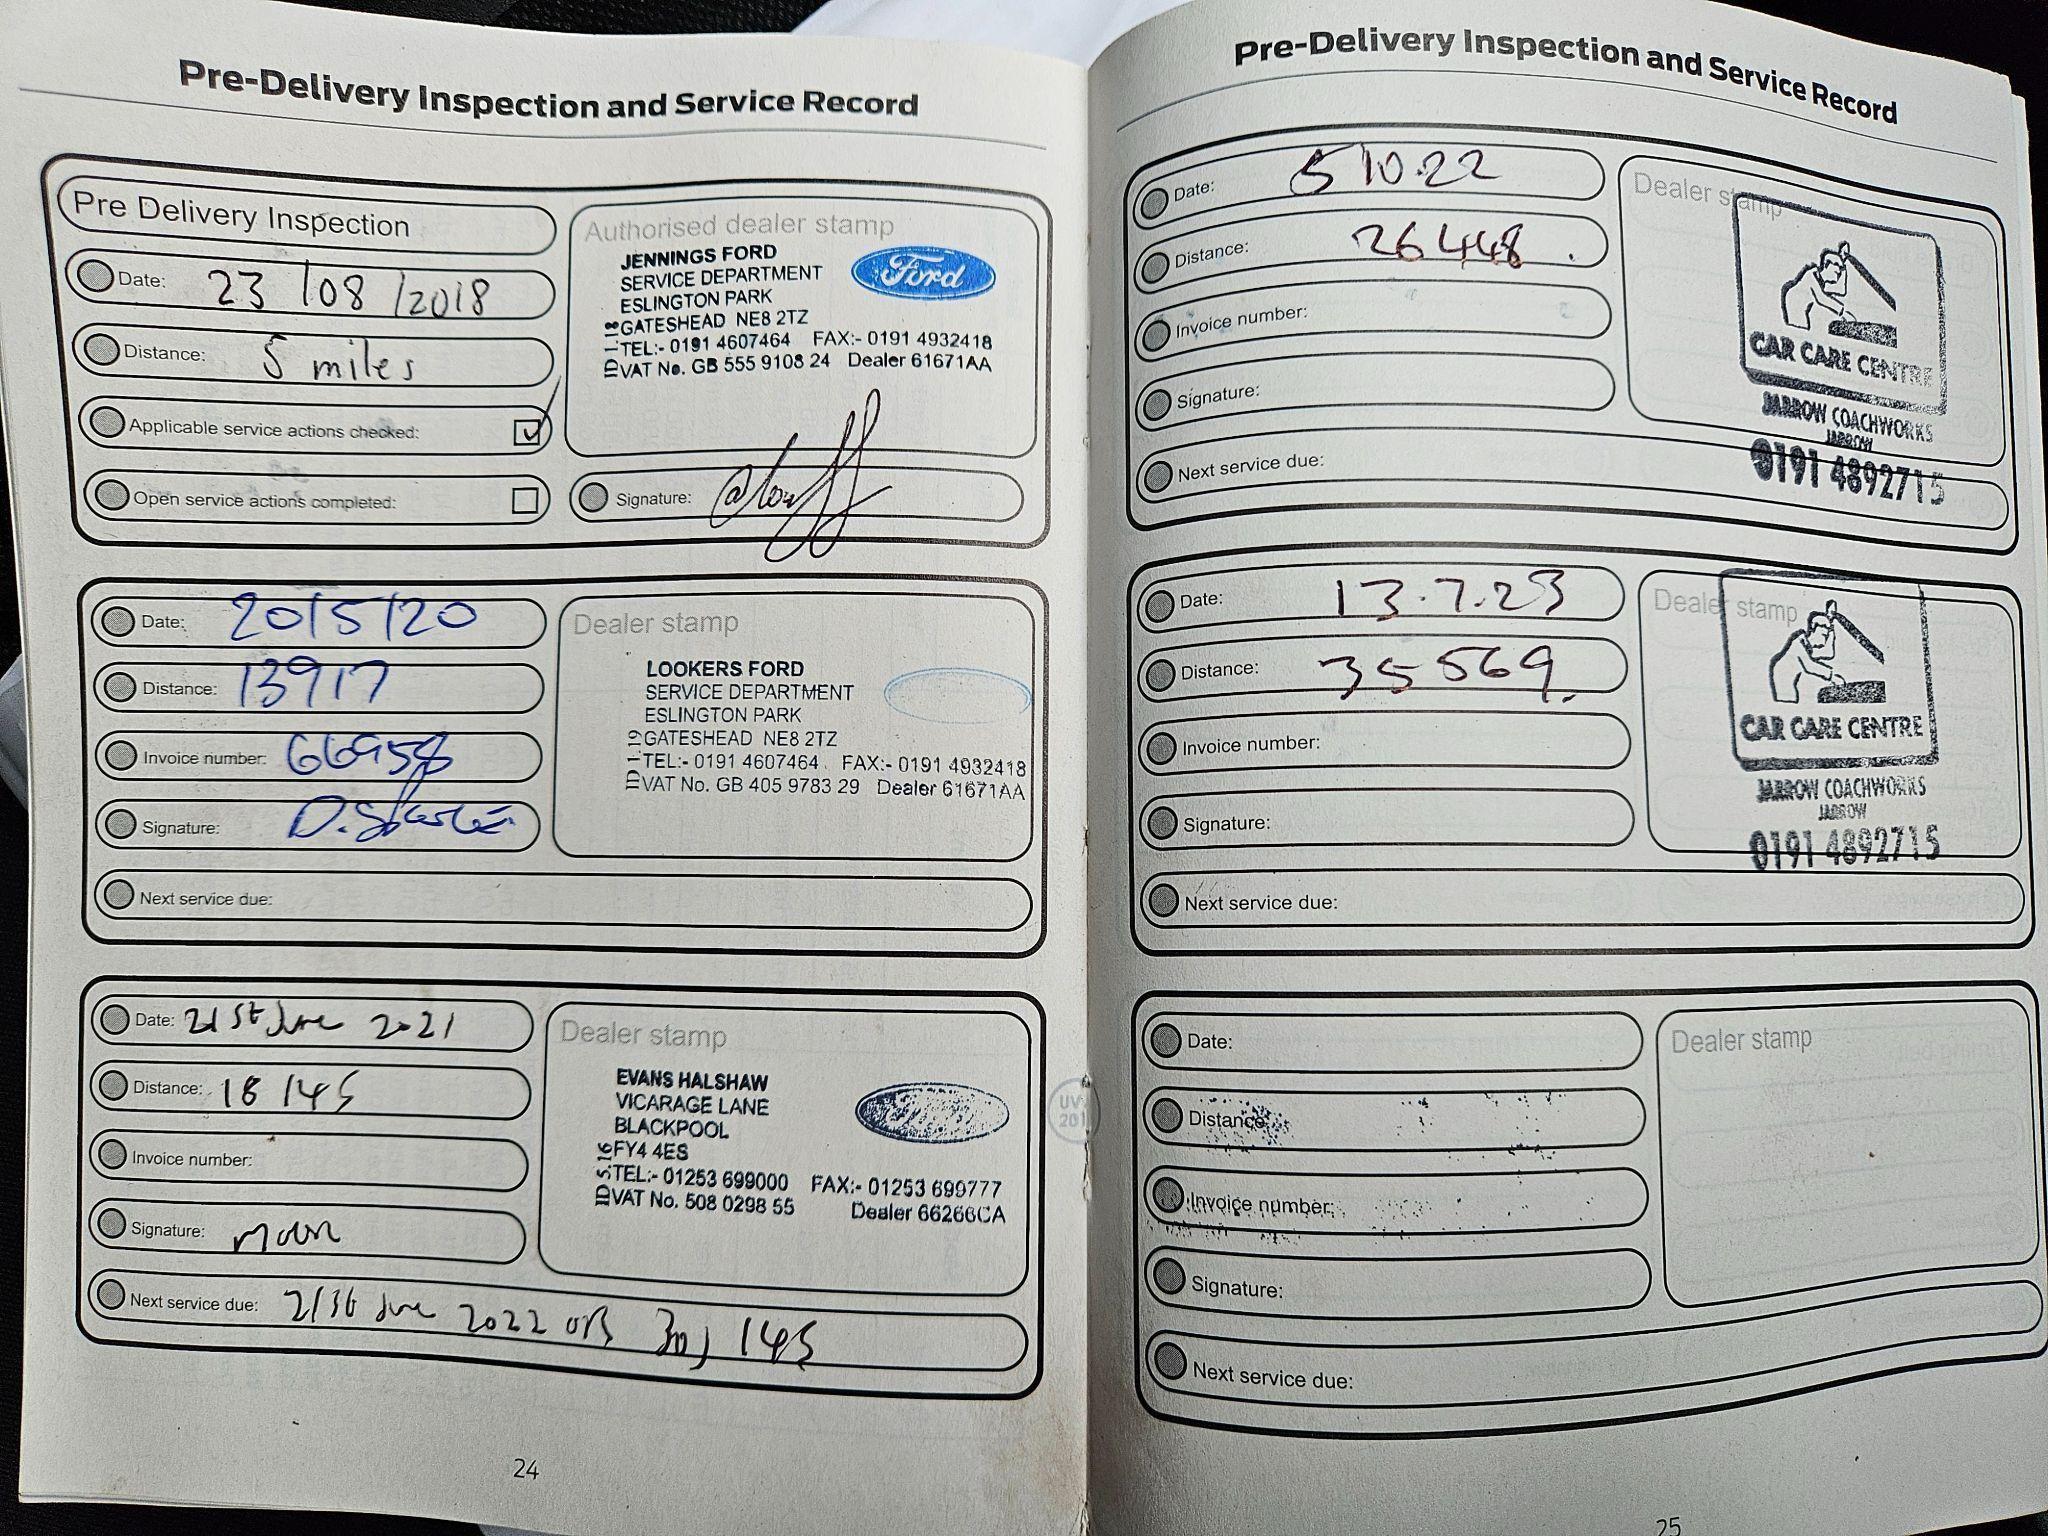 Pre-Delivery Inspection and Service Record
Pre Delivery Inspection
Date: 23/08/2018
Distance: 5 miles
Applicable service actions checked:
Open service actions completed:
Authorised dealer stamp
JENNINGS FORD
Ford
SERVICE DEPARTMENT
ESLINGTON PARK
GATESHEAD NE8 2TZ
TEL:- 0191 4607464 FAX:- 0191 4932418
VAT No. GB 555 9108 24 Dealer 61671AA
Signature:
Date: 20/5/20
Distance: 13917
Invoice number: 66958
Signature:
Next service due:
Dealer stamp
LOOKERS FORD
SERVICE DEPARTMENT
ESLINGTON PARK
GATESHEAD NE8 2TZ
TEL:- 0191 4607464 FAX:- 0191 4932418
VAT No. GB 405 9783 29 Dealer 61671AA
Date: 21st June 2021
Distance: 18145
Invoice number:
Signature:
Next service due: 21st June 2022 30,145
Dealer stamp
EVANS HALSHAW
VICARAGE LANE
BLACKPOOL
FY4 4ES
TEL:- 01253 699000 FAX:- 01253 699777
VAT No. 508 0298 55 Dealer 66266CA
24
Pre-Delivery Inspection and Service Record
Date: 5 10.22
Distance: 26448.
Invoice number:
Signature:
Next service due:
Dealer stamp
CAR CARE CENTRE
JARROW COACHWORKS
JARROW
0191 4892715
Date: 13.7.23
Distance: 35569.
Invoice number:
Signature:
Next service due:
Dealer stamp
CAR CARE CENTRE
JARROW COACHWORKS
JARROW
0191 4892715
Date:
Distance:
Invoice number:
Signature:
Next service due:
Dealer stamp
25